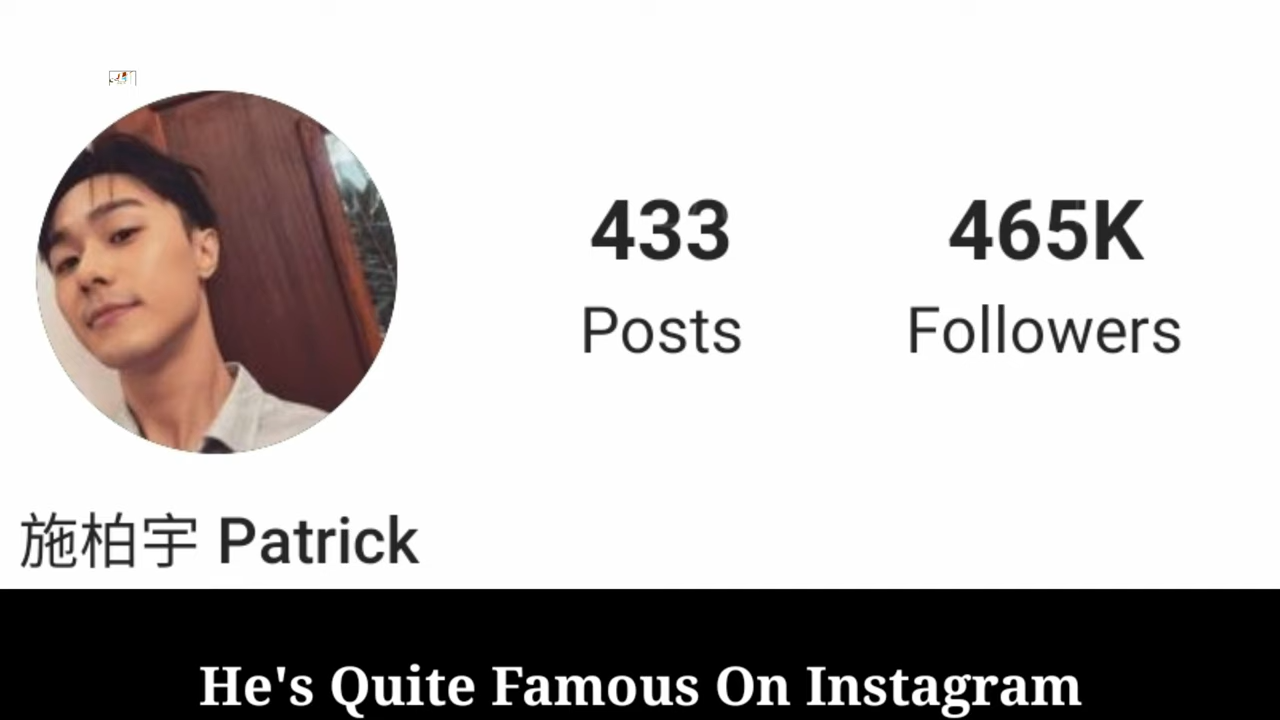 433
465K
Posts
Followers
施柏宇 Patrick
He's Quite Famous On Instagram